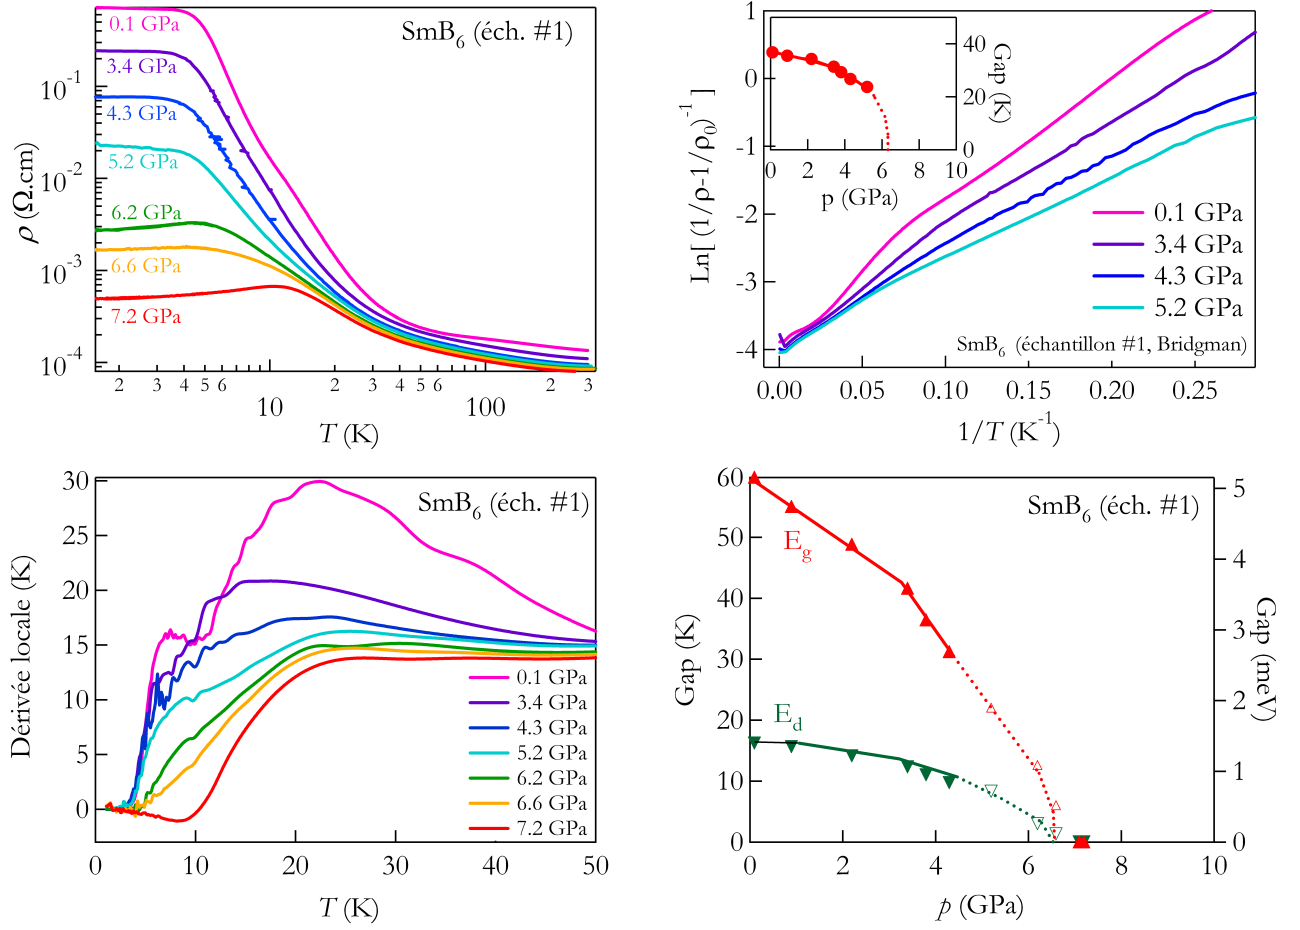 SmB6 (éch. #1)
0.1 GPa
3.4 GPa
4.3 GPa
5.2 GPa
6.2 GPa
6.6 GPa
7.2 GPa
10-1
10-2
10-3
10-4
ρ (Ω.cm)
2 3 4 5 6 10 2 3 4 5 6 100 2 3
T (K)
1
0
-1
-2
-3
-4
Ln[ (1/ρ-1/ρ0)-1 ]
40
20
0
Gap (K)
0 2 4 6 8 10
p (GPa)
0.1 GPa
3.4 GPa
4.3 GPa
5.2 GPa
SmB6 (échantillon #1, Bridgman)
0.00 0.05 0.10 0.15 0.20 0.25
1/T (K-1)
SmB6 (éch. #1)
30
25
20
15
10
5
0
Dérivée locale (K)
0.1 GPa
3.4 GPa
4.3 GPa
5.2 GPa
6.2 GPa
6.6 GPa
7.2 GPa
0 10 20 30 40 50
T (K)
SmB6 (éch. #1)
60
50
40
30
20
10
0
Gap (K)
Eg
Ed
5
4
3
2
1
0
Gap (meV)
0 2 4 6 8 10
p (GPa)